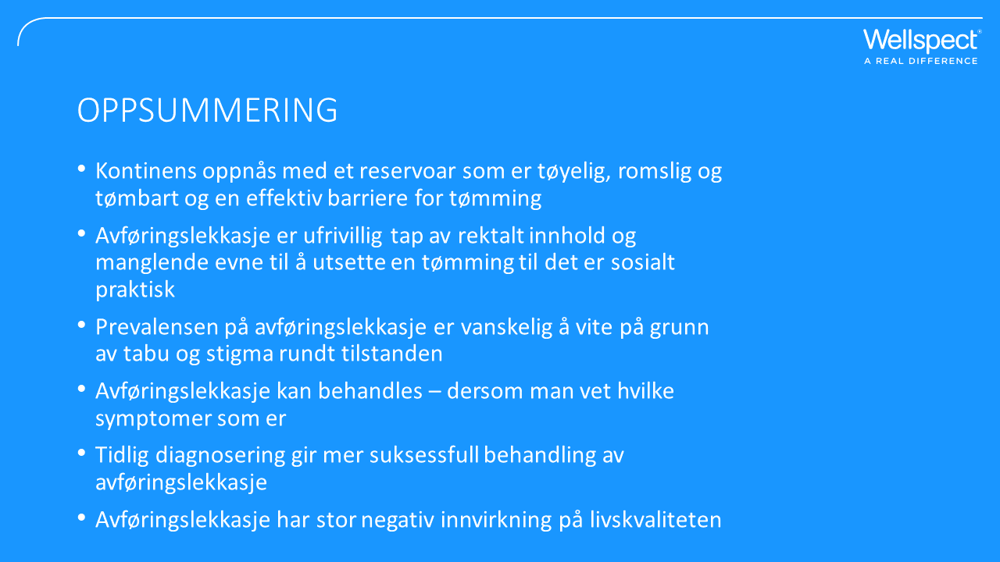 Wellspect®
A REAL DIFFERENCE
OPPSUMMERING
• Kontinens oppnås med et reservoar som er tøyelig, romslig og
tømbart og en effektiv barriere for tømming
• Avføringslekkasje er ufrivillig tap av rektalt innhold og
manglende evne til å utsette en tømming til det er sosialt
praktisk
• Prevalensen på avføringslekkasje er vanskelig å vite på grunn
av tabu og stigma rundt tilstanden
• Avføringslekkasje kan behandles – dersom man vet hvilke
symptomer som er
• Tidlig diagnosering gir mer suksessfull behandling av
avføringslekkasje
• Avføringslekkasje har stor negativ innvirkning på livskvaliteten